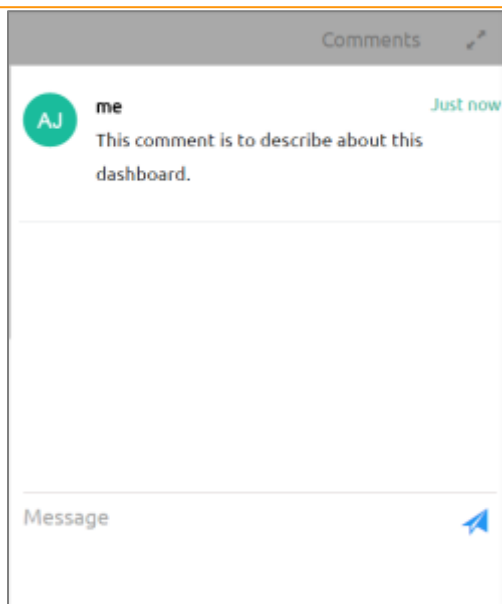 Comments
AJ
me
Just now
This comment is to describe about this
dashboard.
Message